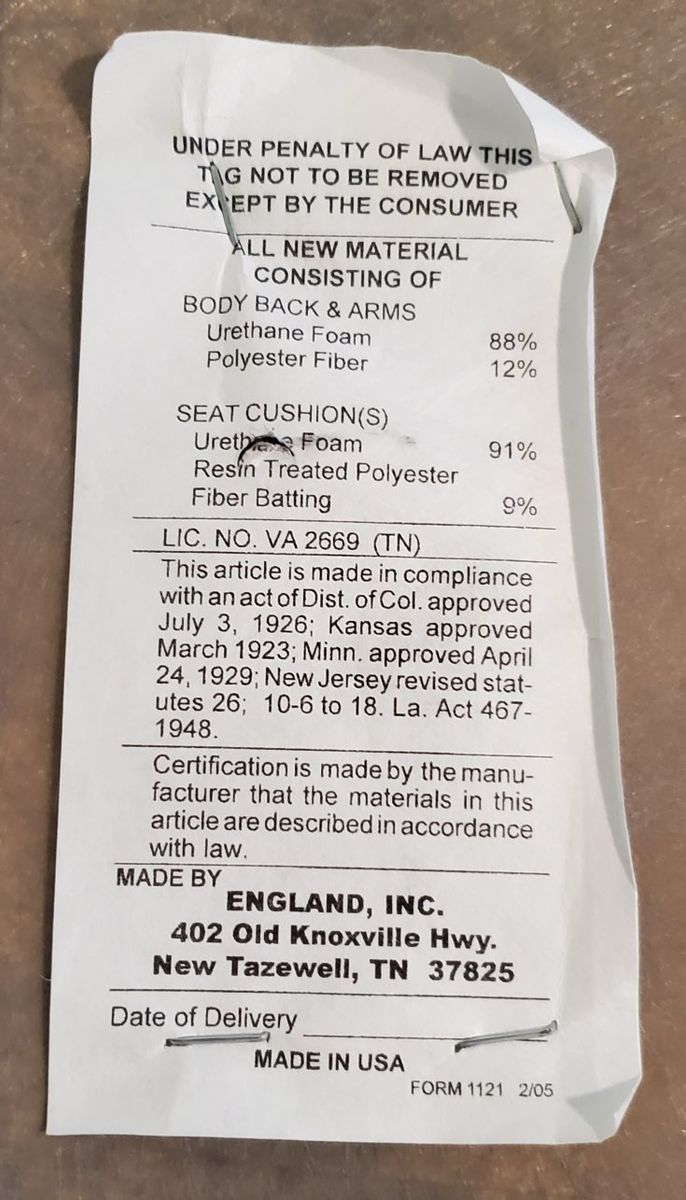 UNDER PENALTY OF LAW THIS
TAG NOT TO BE REMOVED
EXCEPT BY THE CONSUMER
ALL NEW MATERIAL
CONSISTING OF
BODY BACK & ARMS
Urethane Foam 88%
Polyester Fiber 12%
SEAT CUSHION(S)
Urethane Foam 91%
Resin Treated Polyester
Fiber Batting 9%
LIC. NO. VA 2669 (TN)
This article is made in compliance
with an act of Dist. of Col. approved
July 3, 1926; Kansas approved
March 1923; Minn. approved April
24, 1929; New Jersey revised stat-
utes 26; 10-6 to 18. La. Act 467-
1948.
Certification is made by the manu-
facturer that the materials in this
article are described in accordance
with law.
MADE BY
ENGLAND, INC.
402 Old Knoxville Hwy.
New Tazewell, TN 37825
Date of Delivery
MADE IN USA
FORM 1121 2/05